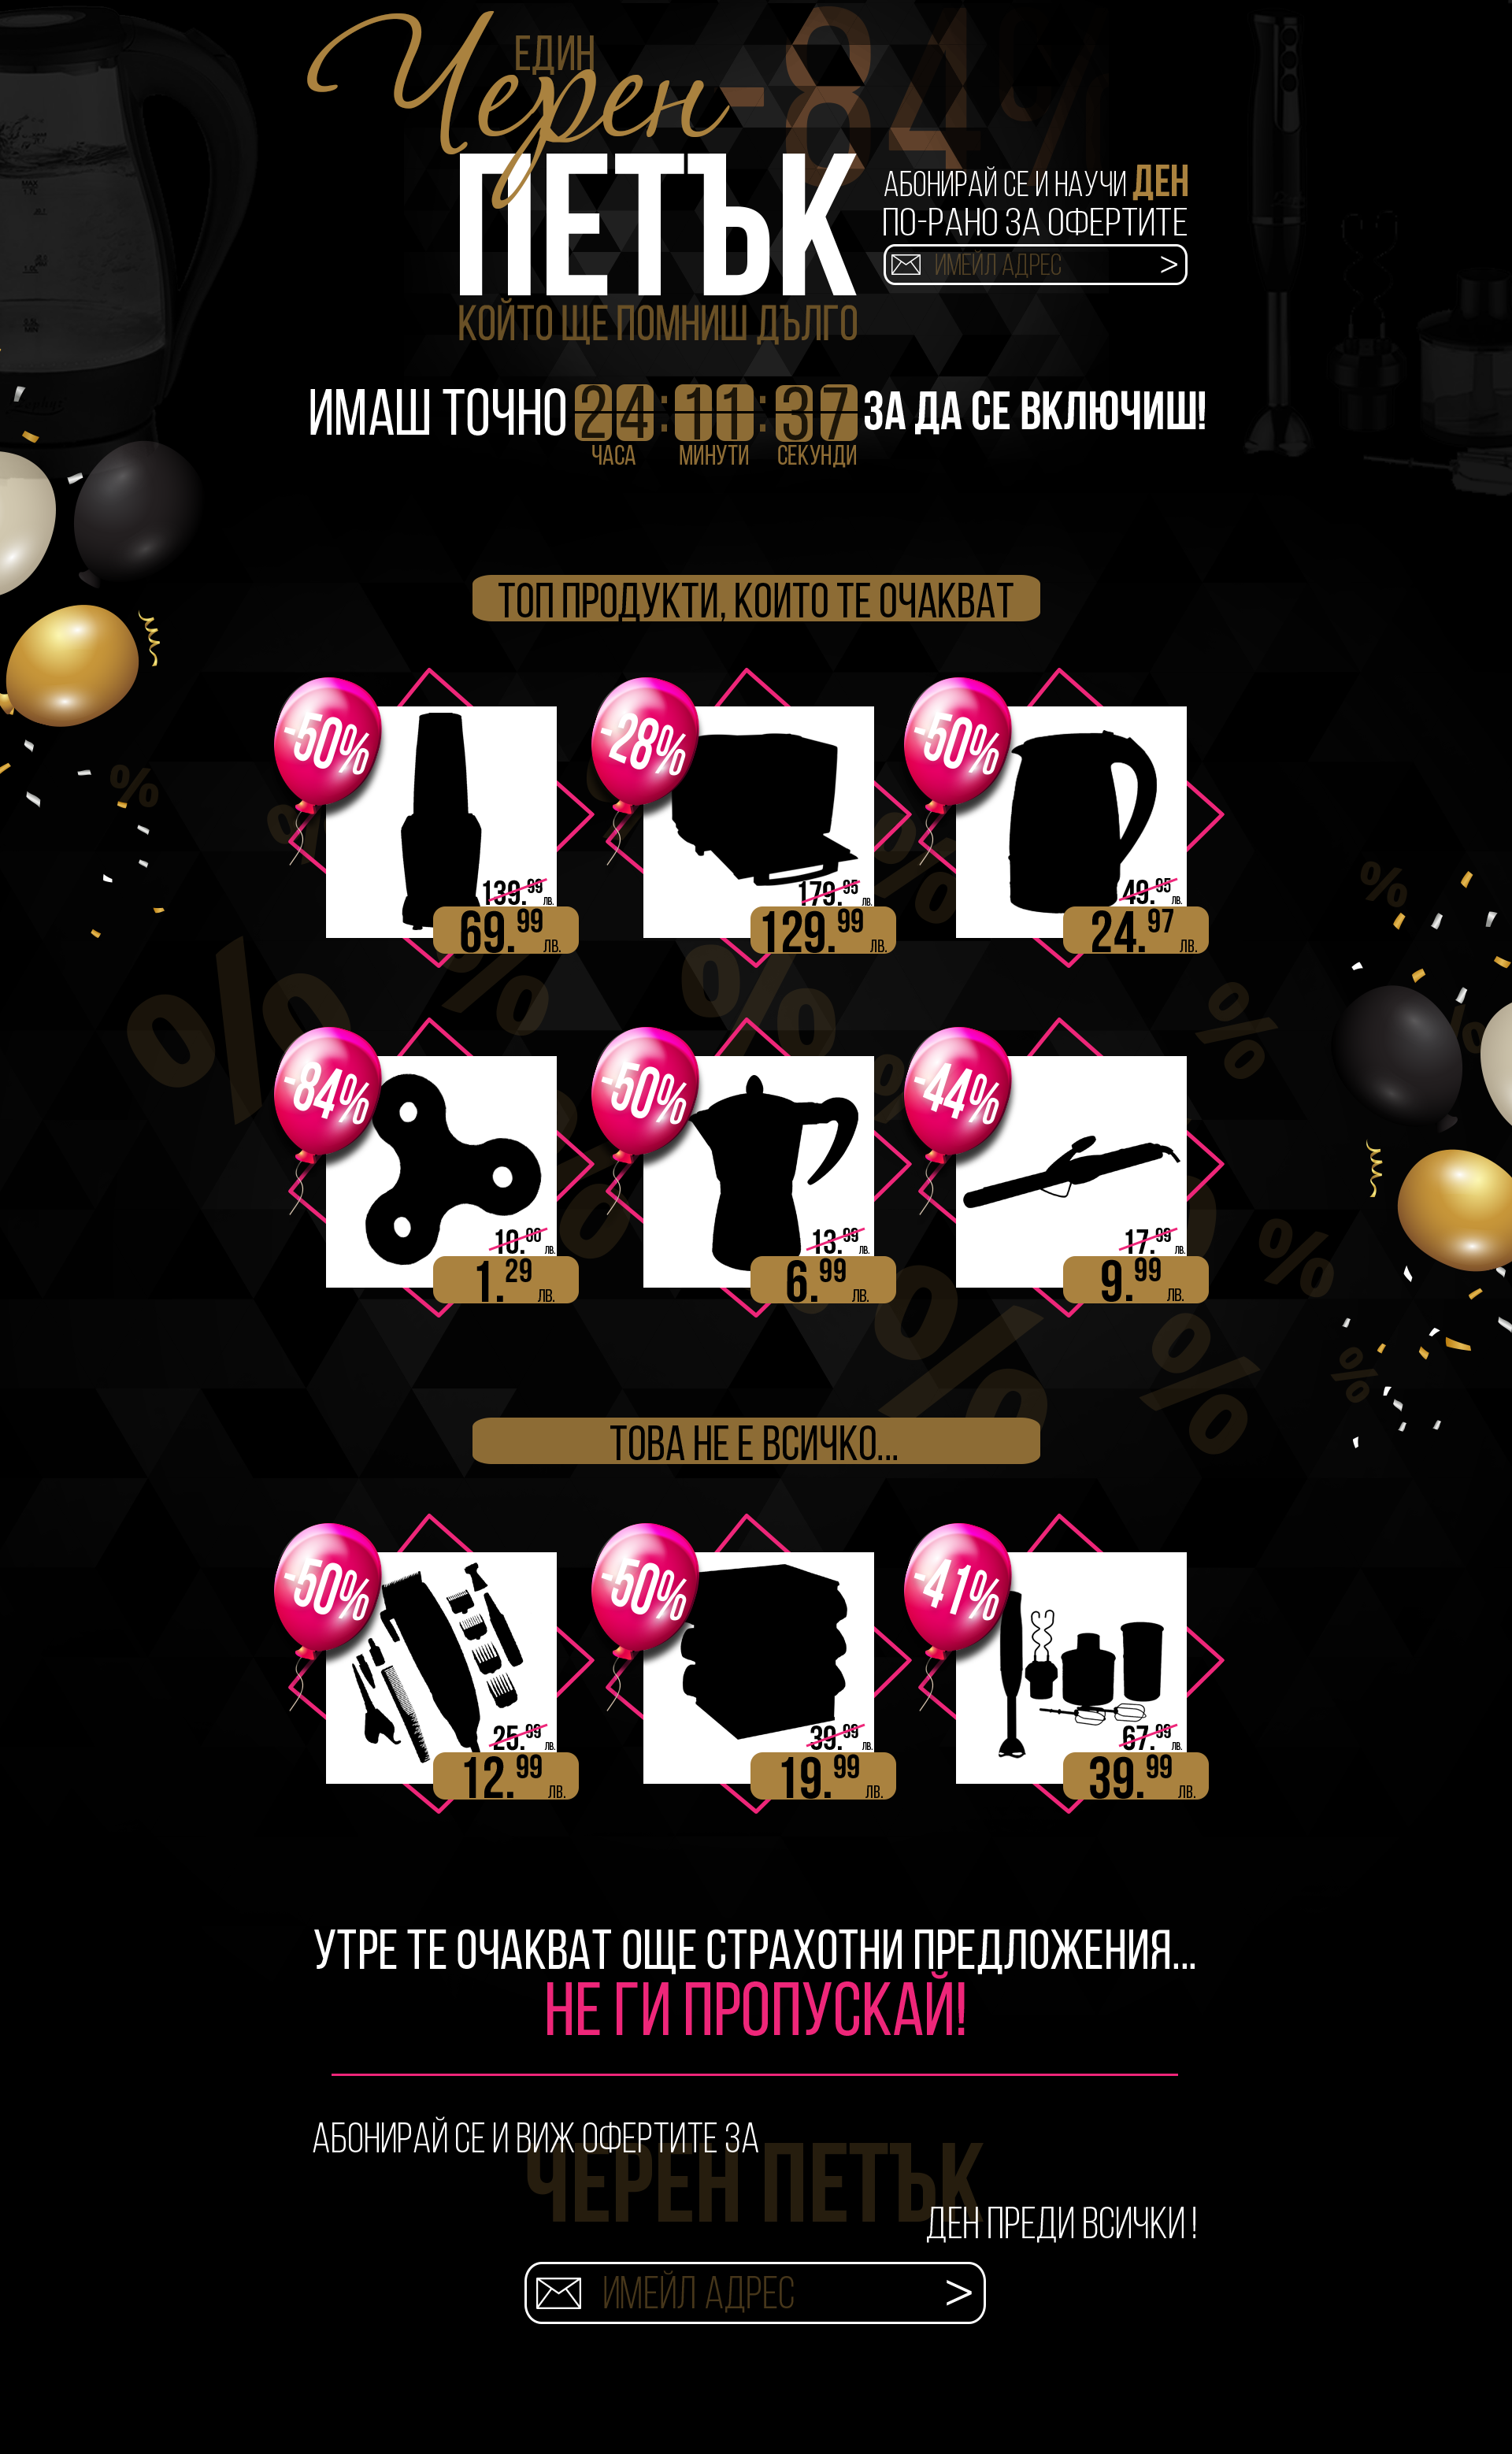 -84%
ЕДИН
Черен
ПЕТЪК
КОЙТО ЩЕ ПОМНИШ ДЪЛГО
АБОНИРАЙ СЕ И НАУЧИ ДЕН
ПО-РАНО ЗА ОФЕРТИТЕ
ИМЕЙЛ АДРЕС >
ИМАШ ТОЧНО 24:11:37 ЗА ДА СЕ ВКЛЮЧИШ!
ЧАСА МИНУТИ СЕКУНДИ
ТОП ПРОДУКТИ, КОИТО ТЕ ОЧАКВАТ
-50% -28% -50%
139.99 ЛВ. 179.95 ЛВ. 49.95 ЛВ.
69.99 ЛВ. 129.99 ЛВ. 24.97 ЛВ.
-84% -50% -44%
13.99 ЛВ. 17.99 ЛВ.
1.29 ЛВ. 6.99 ЛВ. 9.99 ЛВ.
ТОВА НЕ Е ВСИЧКО...
-50% -50% -41%
25.99 ЛВ. 39.99 ЛВ. 67.99 ЛВ.
12.99 ЛВ. 19.99 ЛВ. 39.99 ЛВ.
УТРЕ ТЕ ОЧАКВАТ ОЩЕ СТРАХОТНИ ПРЕДЛОЖЕНИЯ...
НЕ ГИ ПРОПУСКАЙ!
АБОНИРАЙ СЕ И ВИЖ ОФЕРТИТЕ ЗА
ЧЕРЕН ПЕТЪК
ДЕН ПРЕДИ ВСИЧКИ !
ИМЕЙЛ АДРЕС >